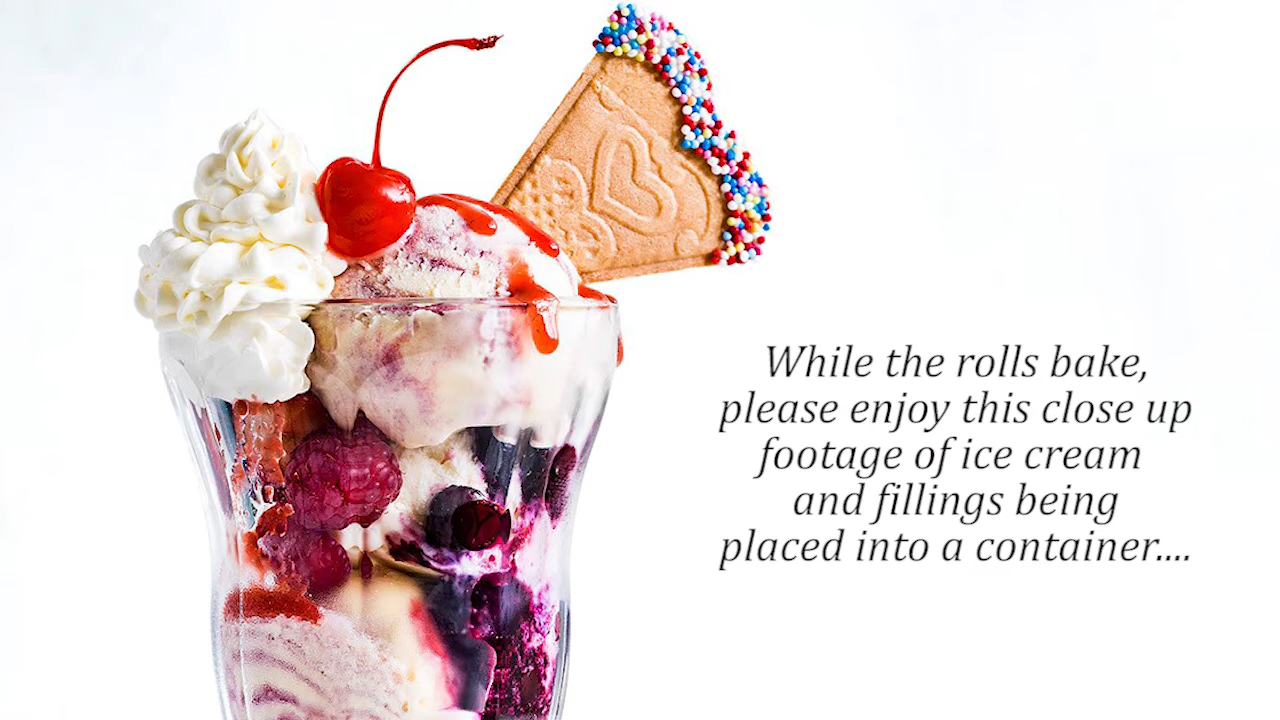 While the rolls bake,
please enjoy this close up
footage of ice cream
and fillings being
placed into a container....